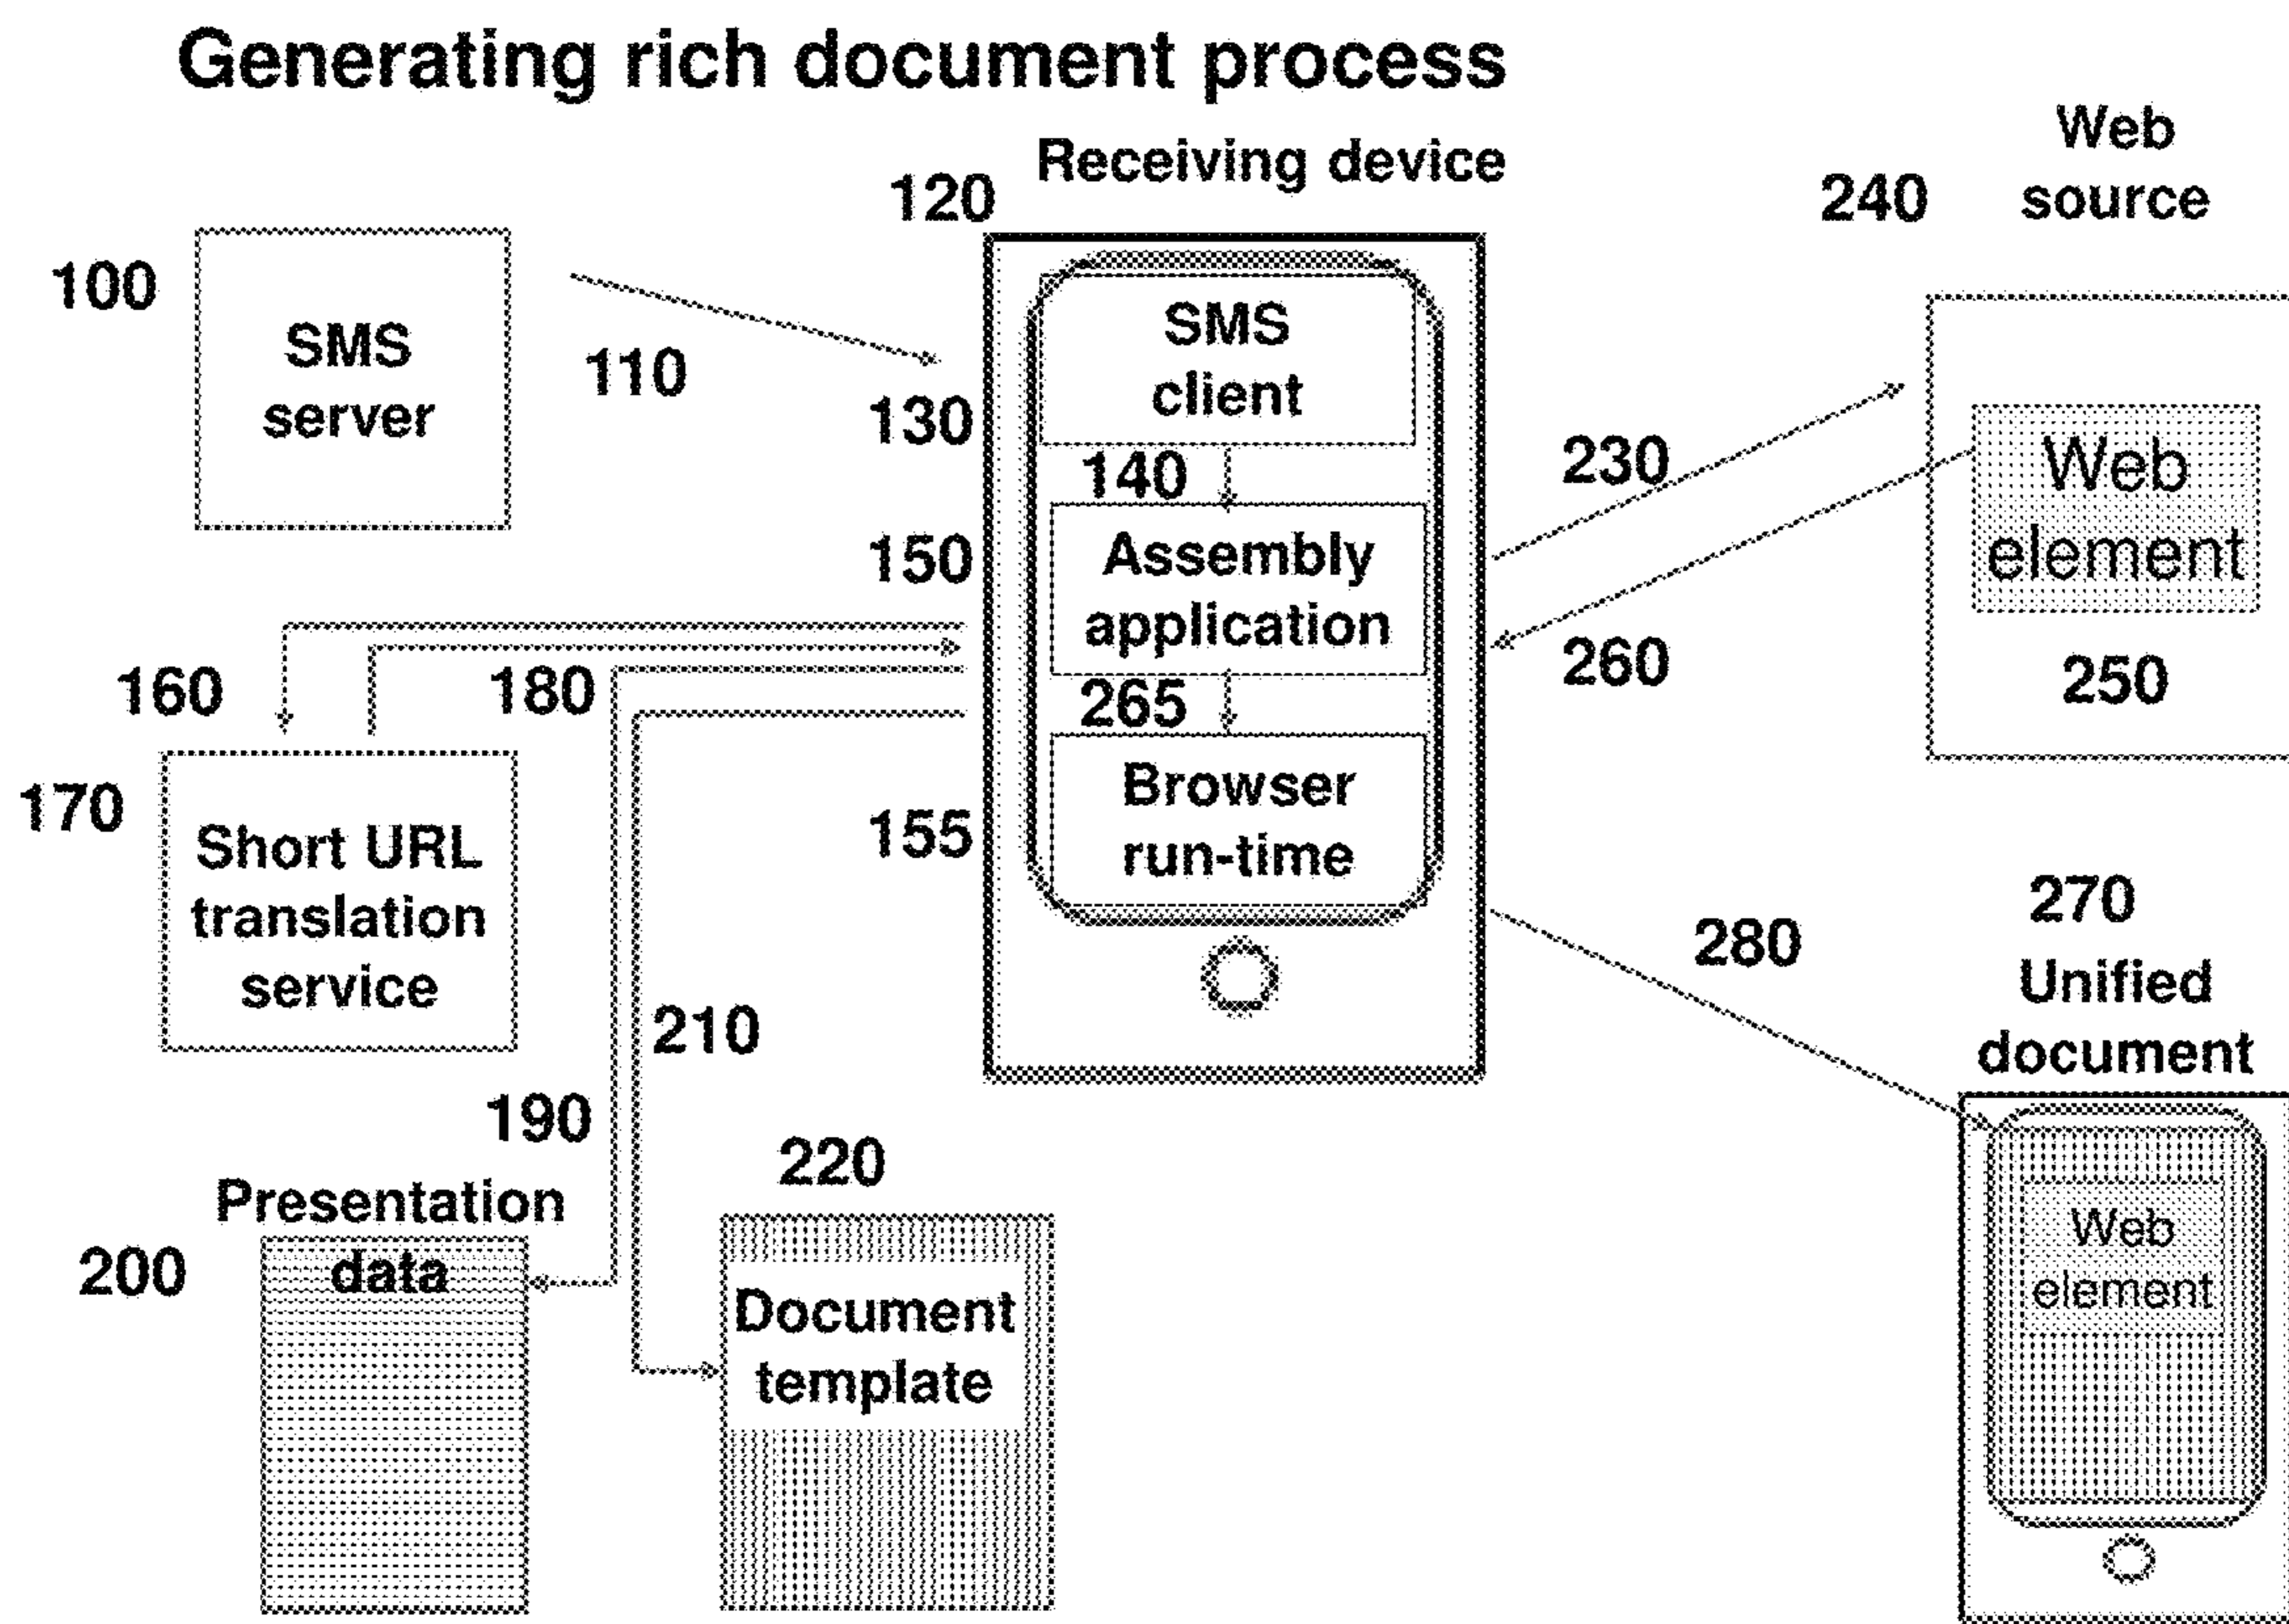 Generating rich document process
Receiving device
120
Web
source
240
100
SMS
server
110
SMS
client
130
140
150
Assembly
application
230
Web
element
250
260
160
180
265
155
Browser
run-time
170
Short URL
translation
service
210
190
280
270
Unified
document
Web
element
Presentation
data
200
220
Document
template